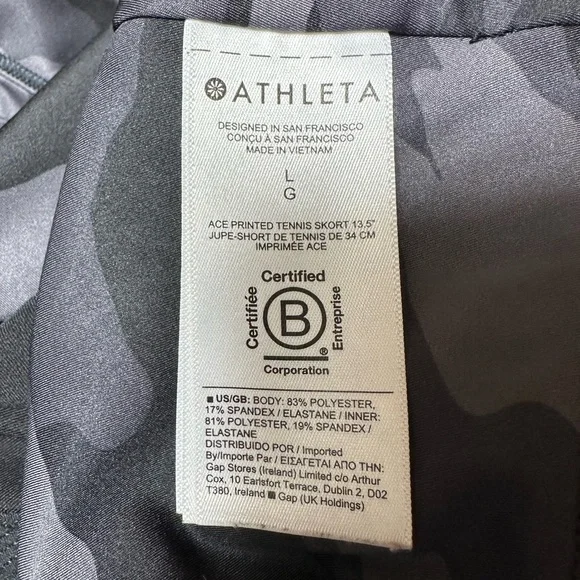 ATHLETA
DESIGNED IN SAN FRANCISCO
CONÇU À SAN FRANCISCO
MADE IN VIETNAM
L
G
ACE PRINTED TENNIS SKORT 13.5"
JUPE-SHORT DE TENNIS DE 34 CM
IMPRIMÉE ACE
Certified
Certifiée
B
Entreprise
®
Corporation
■ US/GB: BODY: 83% POLYESTER,
17% SPANDEX / ELASTANE / INNER:
81% POLYESTER, 19% SPANDEX /
ELASTANE
DISTRIBUIDO POR / Imported
By/Importe Par / ΕΙΣΑΓΕΤΑΙ ΑΠΟ ΤΗΝ:
Gap Stores (Ireland) Limited c/o Arthur
Cox, 10 Earlsfort Terrace, Dublin 2, D02
T380, Ireland ■ Gap (UK Holdings)